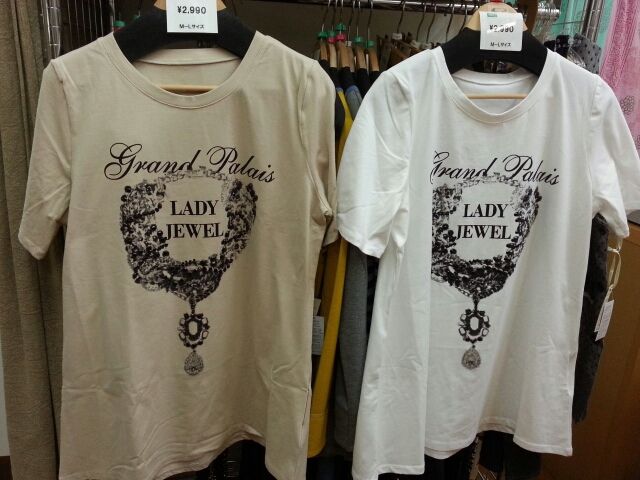 ¥2,990
M-Lサイズ
Grand Palais
LADY
JEWEL
¥2,990
M-Lサイズ
Grand Palais
LADY
JEWEL